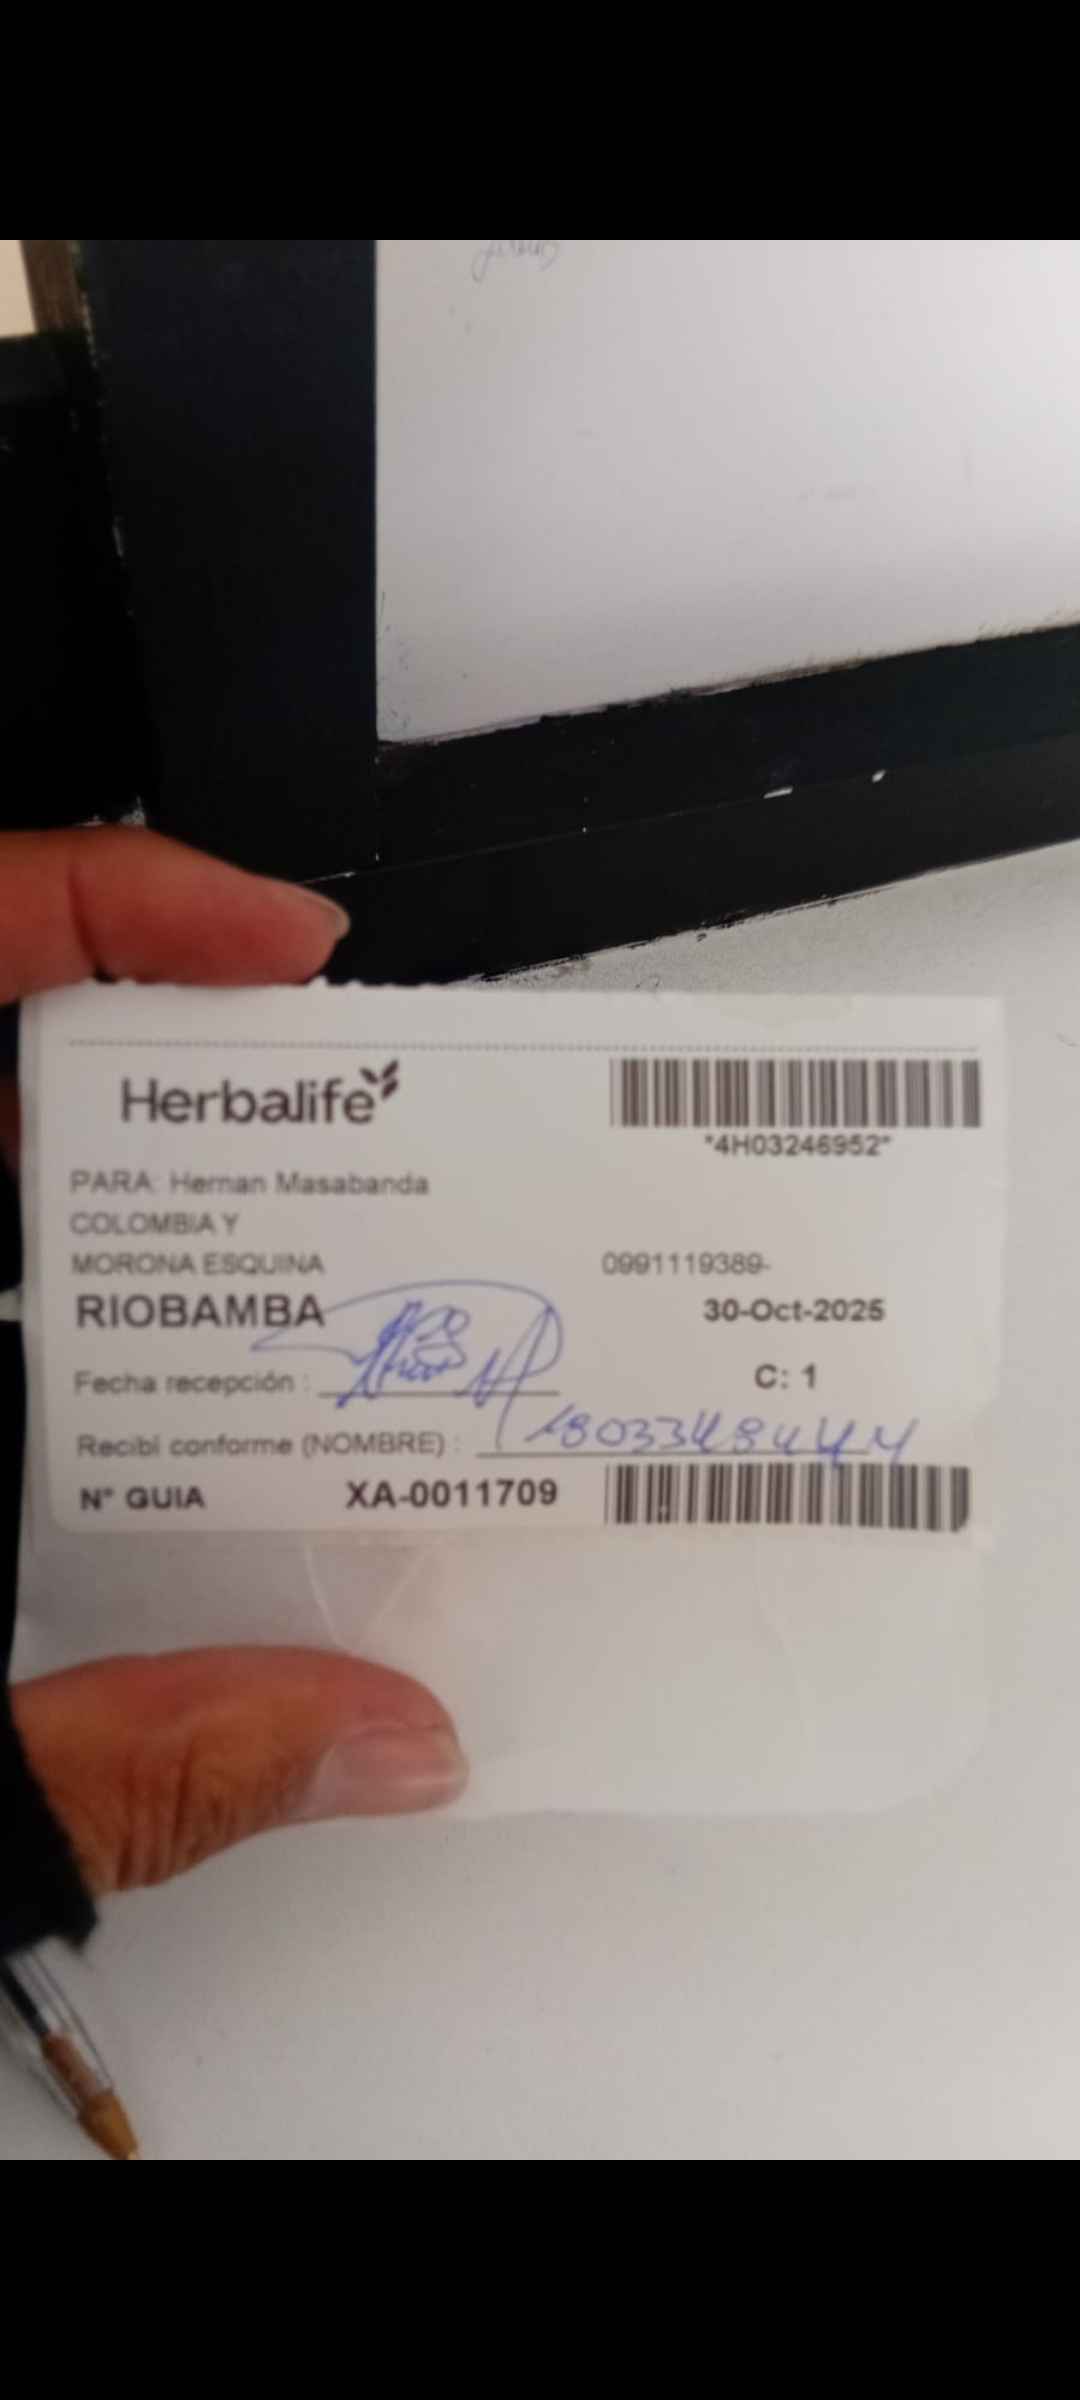 Herbalife
*4H03246952*
PARA: Hernan Masabanda
COLOMBIA Y
MORONA ESQUINA 0991119389-
RIOBAMBA 30-Oct-2025
Fecha recepción : C: 1
Recibí conforme (NOMBRE) : 1803348444
N° GUIA XA-0011709